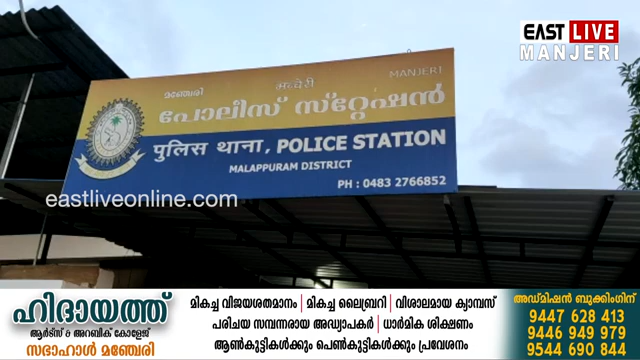 EAST LIVE
MANJERI
മഞ്ചേരി मन्जेरी MANJERI
പോലീസ് സ്റ്റേഷൻ
पुलिस थाना, POLICE STATION
MALAPPURAM DISTRICT
PH : 0483 2766852
eastliveonline.com
ഹിദായത്ത്
ആർട്സ് & അറബിക് കോളേജ്
സഭാഹാൾ മഞ്ചേരി
മികച്ച വിജയശതമാനം | മികച്ച ലൈബ്രറി | വിശാലമായ ക്യാമ്പസ്
പരിചയ സമ്പന്നരായ അദ്ധ്യാപകർ | ധാർമിക ശിക്ഷണം
ആൺകുട്ടികൾക്കും പെൺകുട്ടികൾക്കും പ്രവേശനം
അഡ്മിഷൻ ബുക്കിംഗിന്
9447 628 413
9446 949 979
9544 690 844